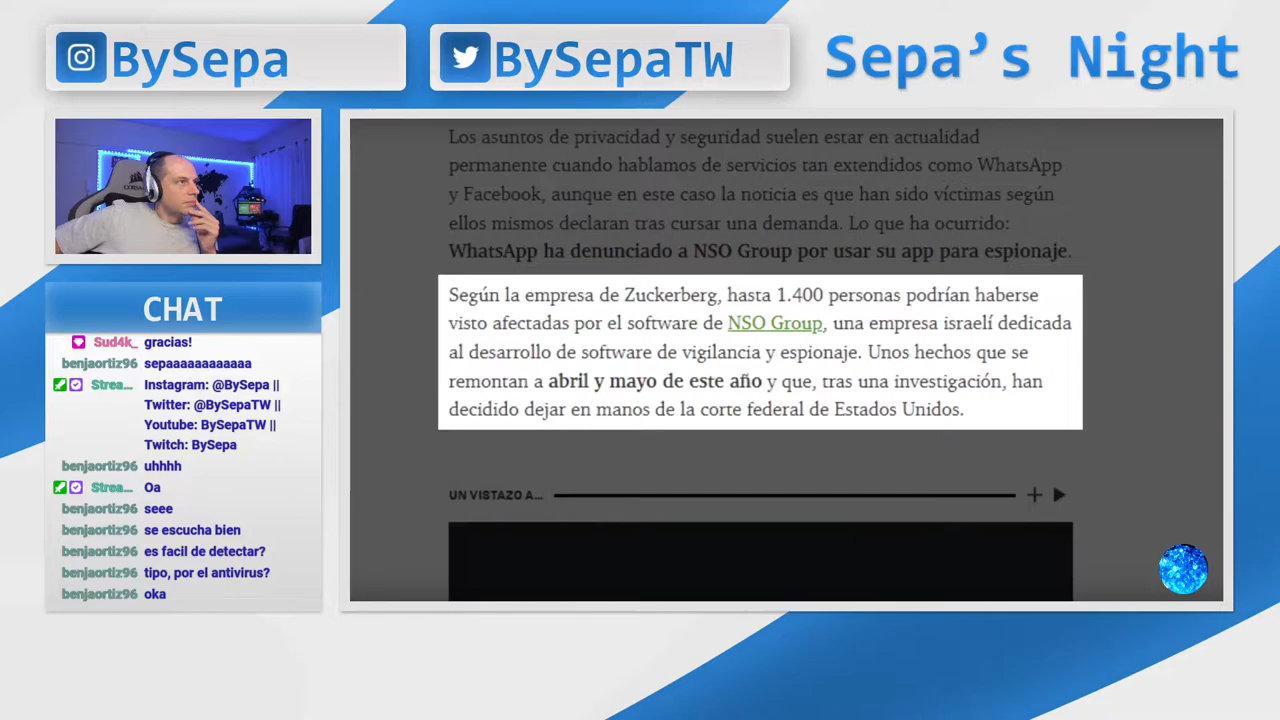 BySepa
BySepaTW
Sepa’s Night
CHAT
Sud4k_ gracias!
benjaortiz96 sepaaaaaaaaaaa
Strea... Instagram: @BySepa ||
Twitter: @BySepaTW ||
Youtube: BySepaTW ||
Twitch: BySepa
benjaortiz96 uhhhh
Strea... Oa
benjaortiz96 seee
benjaortiz96 se escucha bien
benjaortiz96 es facil de detectar?
benjaortiz96 tipo, por el antivirus?
benjaortiz96 oka
Los asuntos de privacidad y seguridad suelen estar en actualidad
permanente cuando hablamos de servicios tan extendidos como WhatsApp
y Facebook, aunque en este caso la noticia es que han sido víctimas según
ellos mismos declaran tras cursar una demanda. Lo que ha ocurrido:
WhatsApp ha denunciado a NSO Group por usar su app para espionaje.
Según la empresa de Zuckerberg, hasta 1.400 personas podrían haberse
visto afectadas por el software de NSO Group, una empresa israelí dedicada
al desarrollo de software de vigilancia y espionaje. Unos hechos que se
remontan a abril y mayo de este año y que, tras una investigación, han
decidido dejar en manos de la corte federal de Estados Unidos.
UN VISTAZO A...